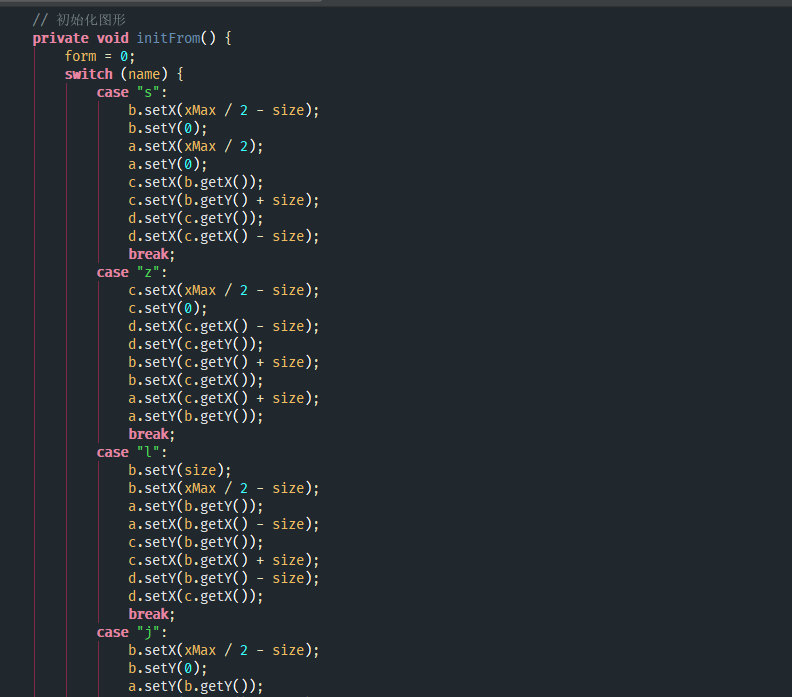 // 初始化图形
private void initFrom() {
form = 0;
switch (name) {
case "s":
b.setX(xMax / 2 - size);
b.setY(0);
a.setX(xMax / 2);
a.setY(0);
c.setX(b.getX());
c.setY(b.getY() + size);
d.setY(c.getY());
d.setX(c.getX() - size);
break;
case "z":
c.setX(xMax / 2 - size);
c.setY(0);
d.setX(c.getX() - size);
d.setY(c.getY());
b.setY(c.getY() + size);
b.setX(c.getX());
a.setX(c.getX() + size);
a.setY(b.getY());
break;
case "l":
b.setY(size);
b.setX(xMax / 2 - size);
a.setY(b.getY());
a.setX(b.getX() - size);
c.setY(b.getY());
c.setX(b.getX() + size);
d.setY(b.getY() - size);
d.setX(c.getX());
break;
case "j":
b.setX(xMax / 2 - size);
b.setY(0);
a.setY(b.getY());